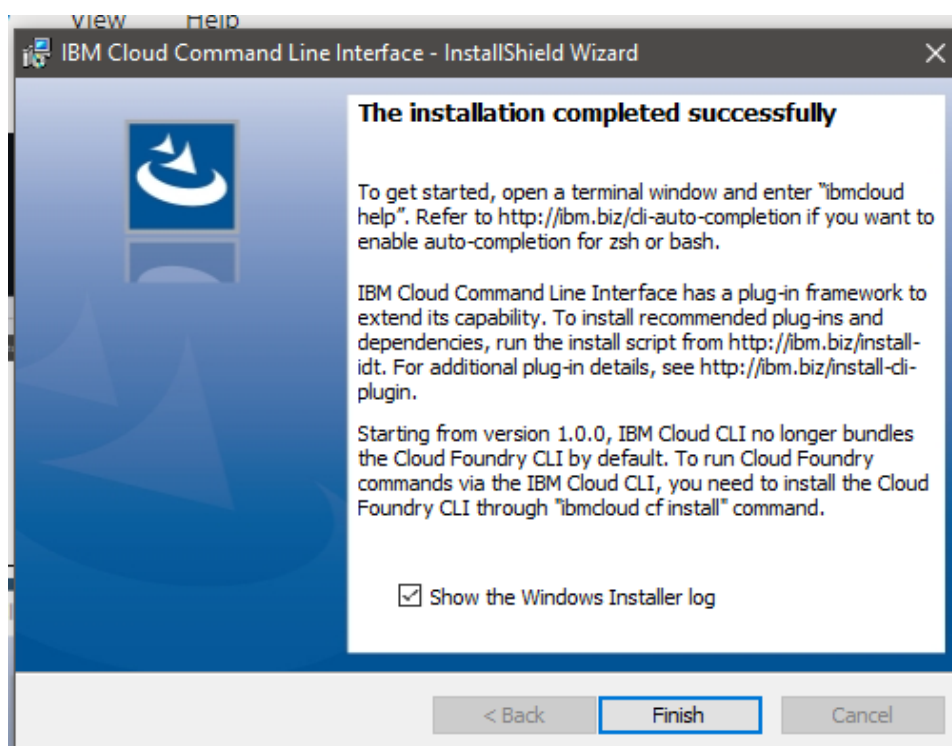 View Help
IBM Cloud Command Line Interface - InstallShield Wizard
The installation completed successfully
To get started, open a terminal window and enter "ibmcloud
help". Refer to http://ibm.biz/cli-auto-completion if you want to
enable auto-completion for zsh or bash.
IBM Cloud Command Line Interface has a plug-in framework to
extend its capability. To install recommended plug-ins and
dependencies, run the install script from http://ibm.biz/install-
idt. For additional plug-in details, see http://ibm.biz/install-cli-
plugin.
Starting from version 1.0.0, IBM Cloud CLI no longer bundles
the Cloud Foundry CLI by default. To run Cloud Foundry
commands via the IBM Cloud CLI, you need to install the Cloud
Foundry CLI through "ibmcloud cf install" command.
Show the Windows Installer log
< Back Finish Cancel